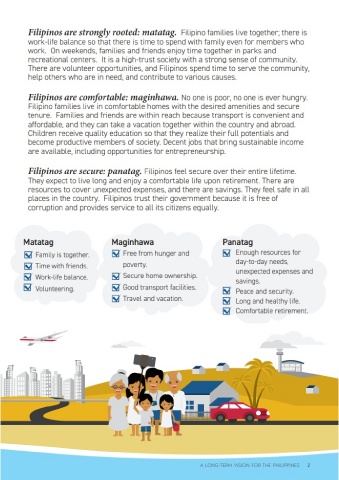 Filipinos are strongly rooted: matatag. Filipino families live together; there is
work-life balance so that there is time to spend with family even for members who
work. On weekends, families and friends enjoy time together in parks and
recreational centers. It is a high-trust society with a strong sense of community.
There are volunteer opportunities, and Filipinos spend time to serve the community,
help others who are in need, and contribute to various causes.
Filipinos are comfortable: maginhawa. No one is poor, no one is ever hungry.
Filipino families live in comfortable homes with the desired amenities and secure
tenure. Families and friends are within reach because transport is convenient and
affordable, and they can take a vacation together within the country and abroad.
Children receive quality education so that they realize their full potentials and
become productive members of society. Decent jobs that bring sustainable income
are available, including opportunities for entrepreneurship.
Filipinos are secure: panatag. Filipinos feel secure over their entire lifetime.
They expect to live long and enjoy a comfortable life upon retirement. There are
resources to cover unexpected expenses, and there are savings. They feel safe in all
places in the country. Filipinos trust their government because it is free of
corruption and provides service to all its citizens equally.
Matatag
Family is together.
Time with friends.
Work-life balance.
Volunteering.
Maginhawa
Free from hunger and
poverty.
Secure home ownership.
Good transport facilities.
Travel and vacation.
Panatag
Enough resources for
day-to-day needs,
unexpected expenses and
savings.
Peace and security.
Long and healthy life.
Comfortable retirement.
A LONG-TERM VISION FOR THE PHILIPPINES 2